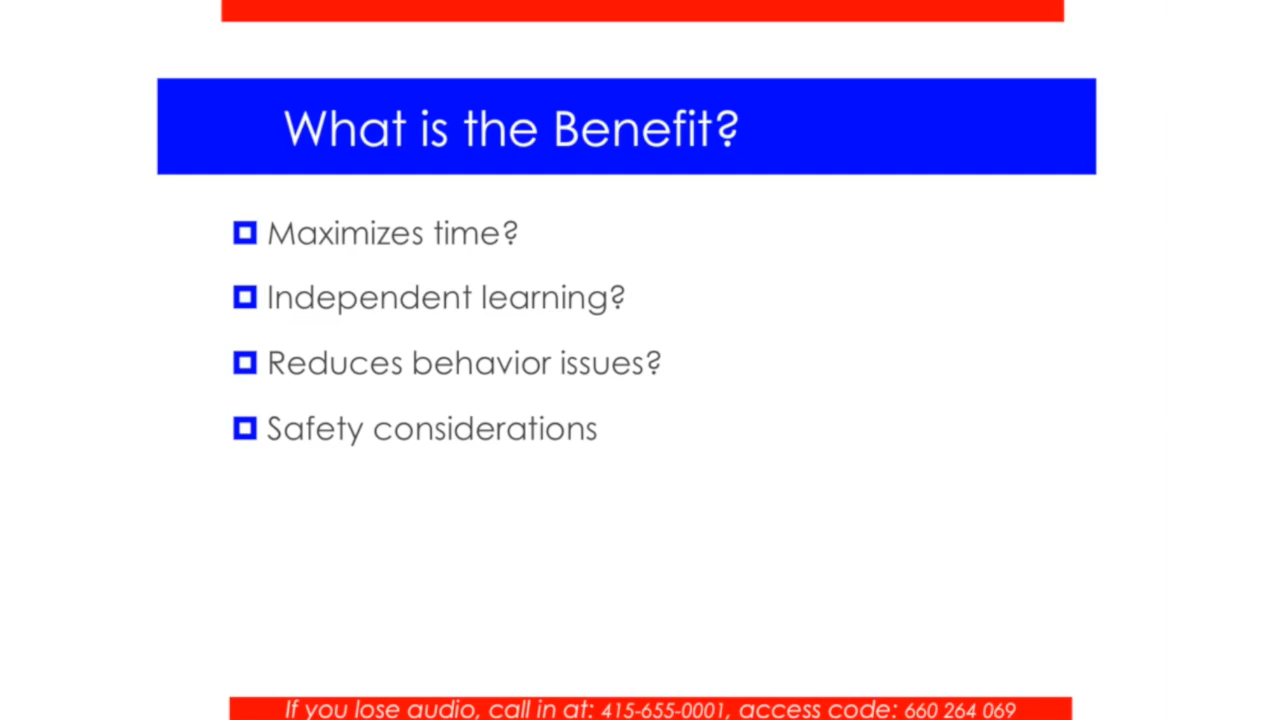 What is the Benefit?
Maximizes time?
Independent learning?
Reduces behavior issues?
Safety considerations
If you lose audio, call in at: 415-655-0001, access code: 660 264 069